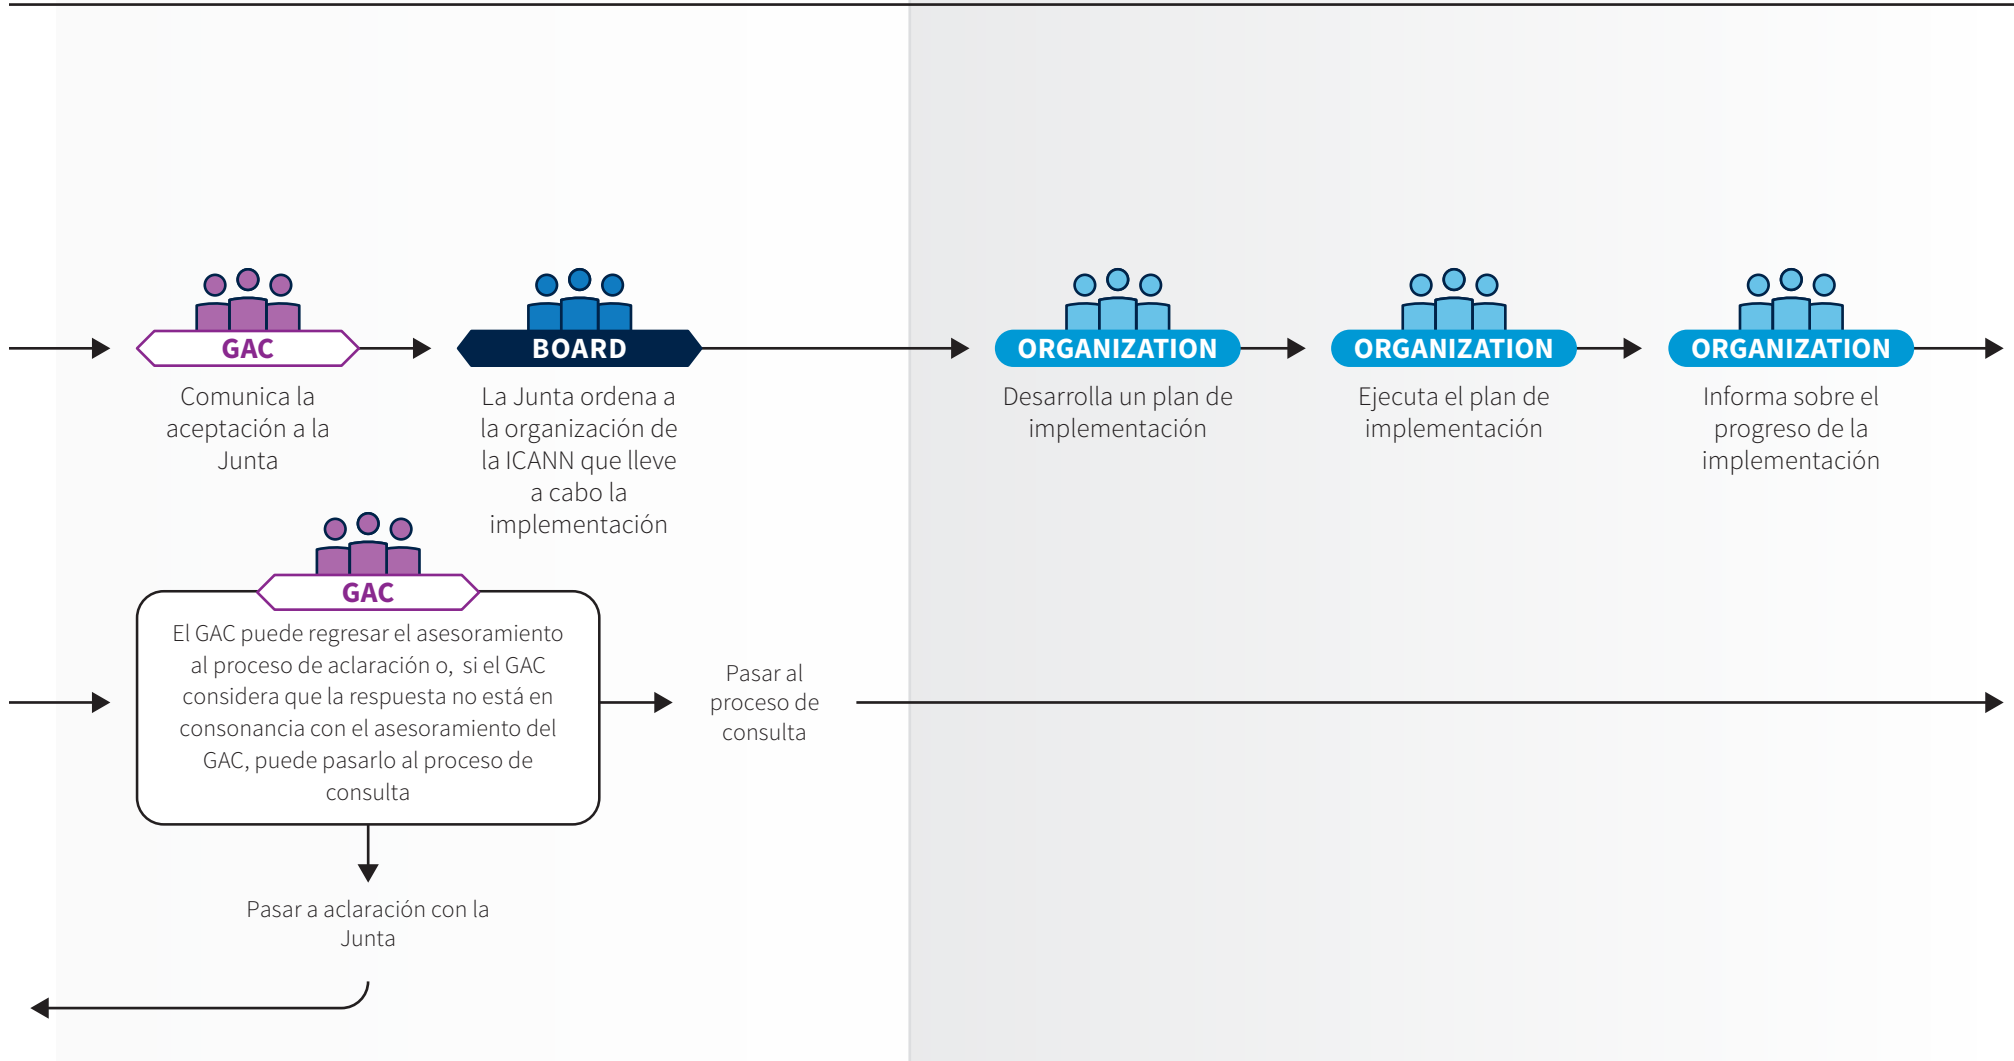 GAC
Comunica la
aceptación a la
Junta
BOARD
La Junta ordena a
la organización de
la ICANN que lleve
a cabo la
implementación
ORGANIZATION
Desarrolla un plan de
implementación
ORGANIZATION
Ejecuta el plan de
implementación
ORGANIZATION
Informa sobre el
progreso de la
implementación
GAC
El GAC puede regresar el asesoramiento
al proceso de aclaración o, si el GAC
considera que la respuesta no está en
consonancia con el asesoramiento del
GAC, puede pasarlo al proceso de
consulta
Pasar al
proceso de
consulta
Pasar a aclaración con la
Junta